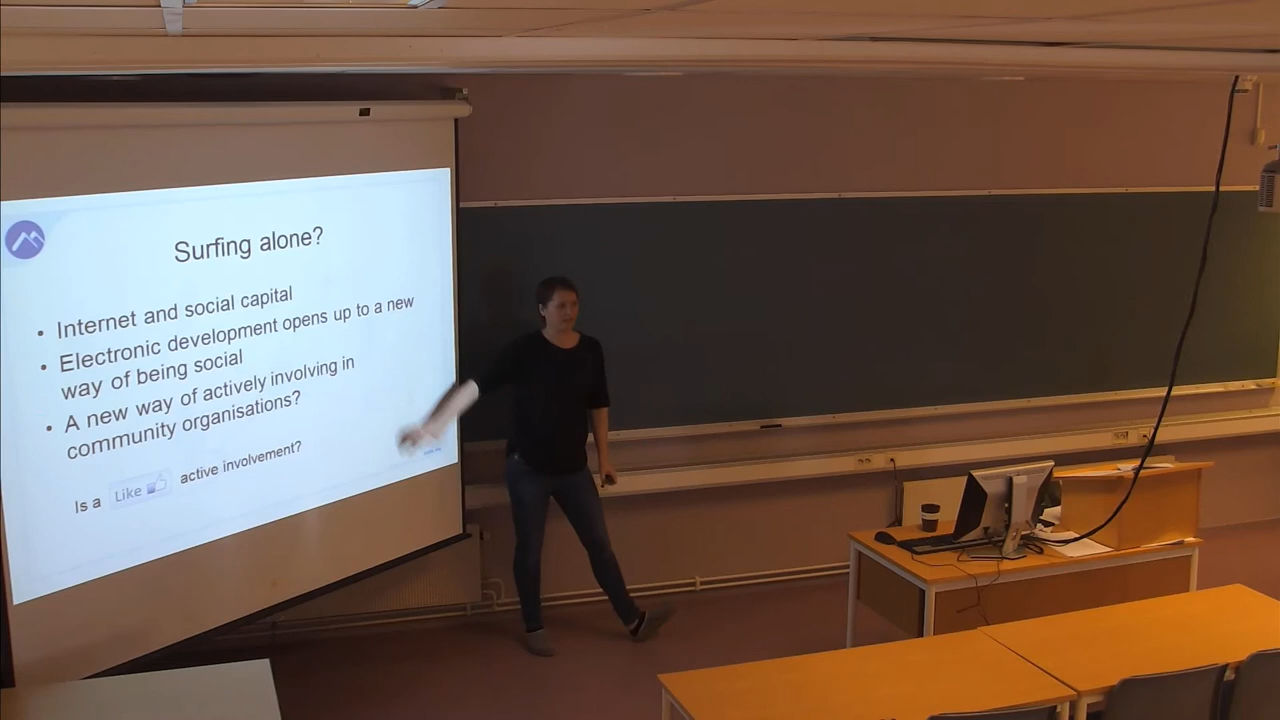 Surfing alone?
• Internet and social capital
• Electronic development opens up to a new
way of being social
• A new way of actively involving in
community organisations?
Is a Like active involvement?